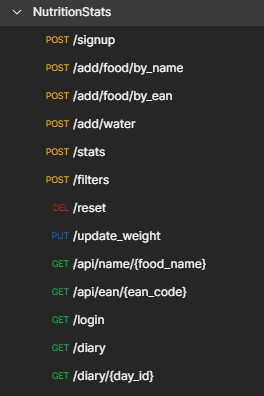 NutritionStats
POST /signup
POST /add/food/by_name
POST /add/food/by_ean
POST /add/water
POST /stats
POST /filters
DEL /reset
PUT /update_weight
GET /api/name/{food_name}
GET /api/ean/{ean_code}
GET /login
GET /diary
GET /diary/{day_id}